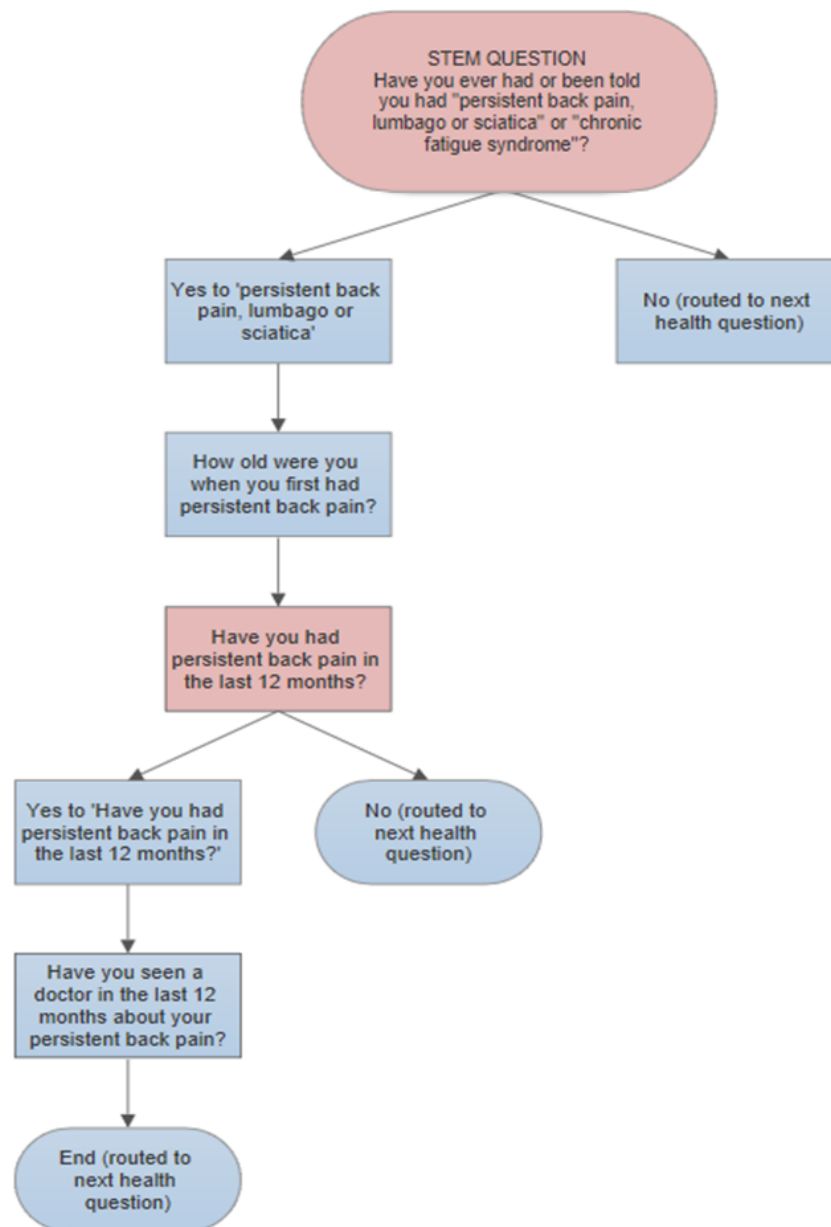 STEM QUESTION
Have you ever had or been told
you had "persistent back pain,
lumbago or sciatica" or "chronic
fatigue syndrome"?
Yes to 'persistent back
pain, lumbago or
sciatica'
No (routed to next
health question)
How old were you
when you first had
persistent back pain?
Have you had
persistent back pain in
the last 12 months?
Yes to 'Have you had
persistent back pain in
the last 12 months?'
No (routed to
next health
question)
Have you seen a
doctor in the last 12
months about your
persistent back pain?
End (routed to
next health
question)